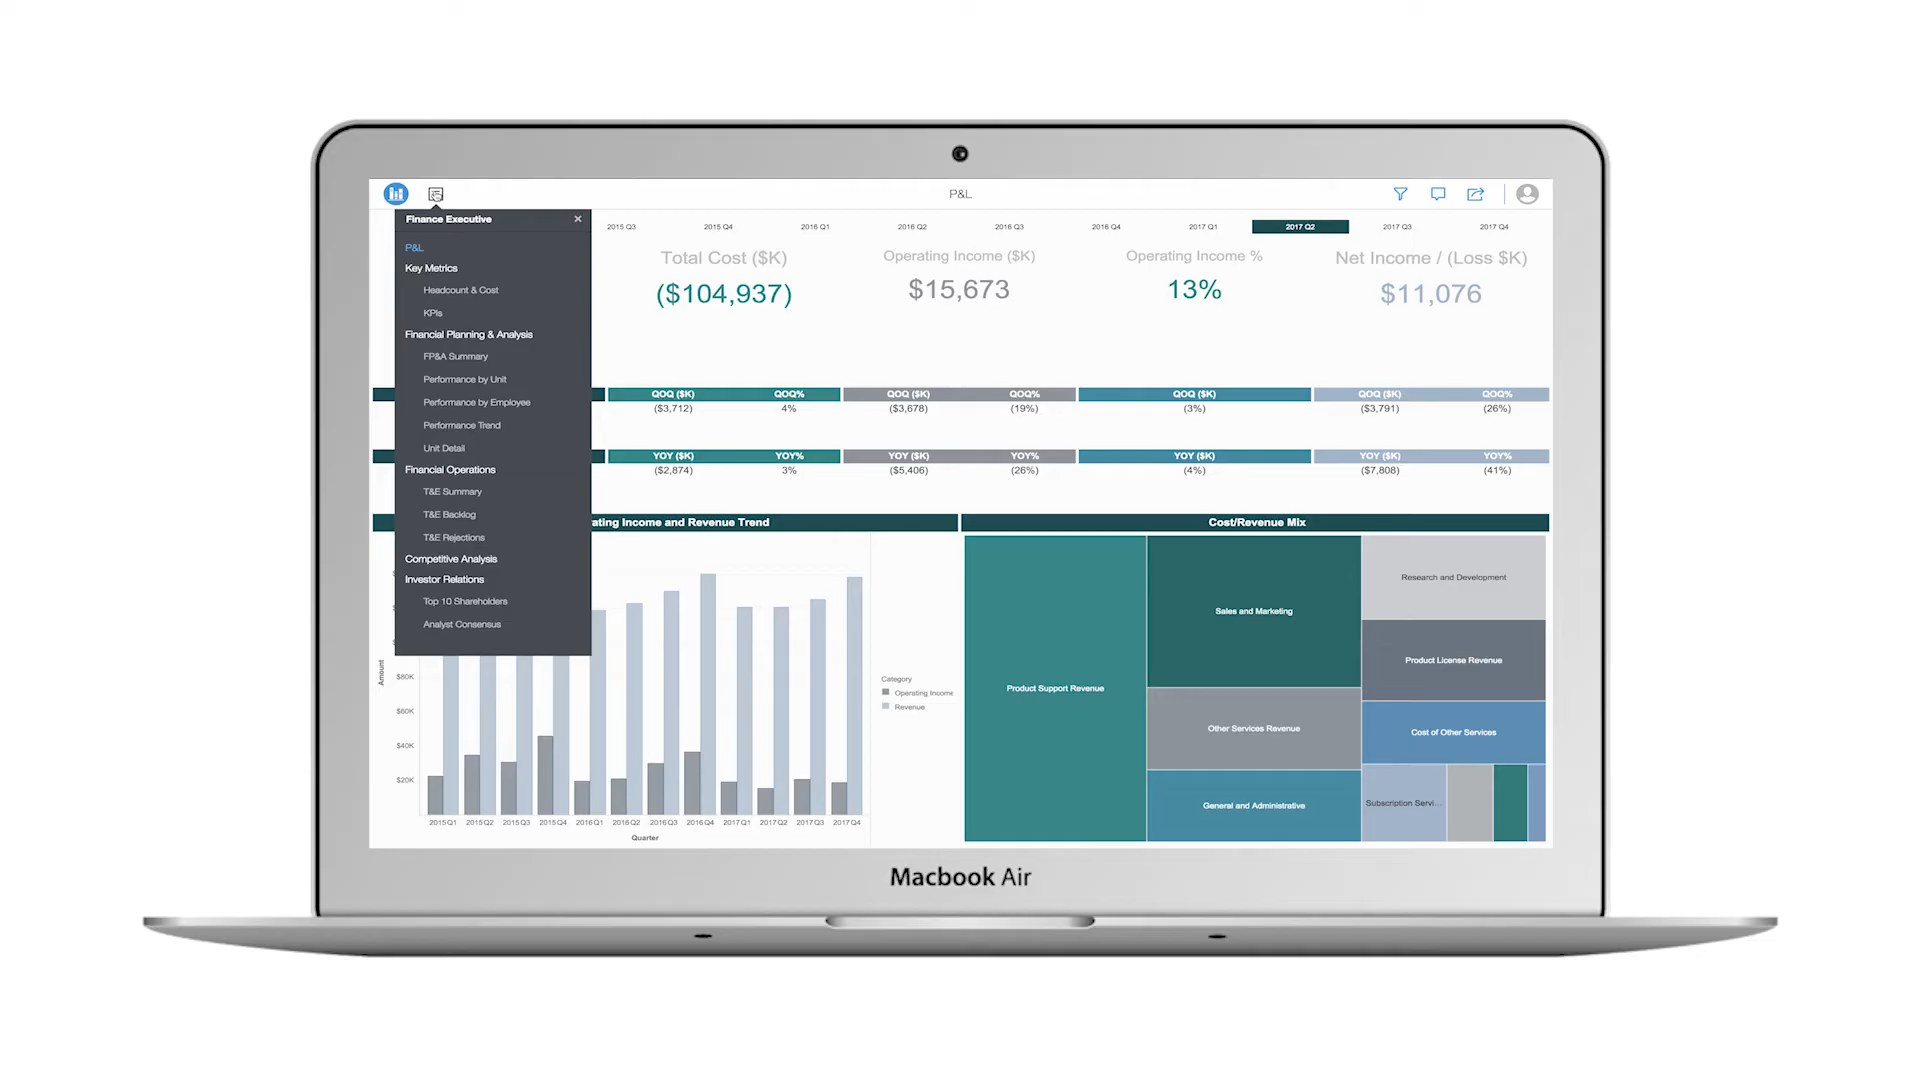 P&L
Finance Executive
P&L
Key Metrics
Headcount & Cost
KPIs
Financial Planning & Analysis
FP&A Summary
Performance by Unit
Performance by Employee
Performance Trend
Unit Detail
Financial Operations
T&E Summary
T&E Backlog
T&E Rejections
Competitive Analysis
Investor Relations
Top 10 Shareholders
Analyst Consensus
2015 Q3 2015 Q4 2016 Q1 2016 Q2 2016 Q3 2016 Q4 2017 Q1 2017 Q2 2017 Q3 2017 Q4
Total Cost ($K) Operating Income ($K) Operating Income % Net Income / (Loss $K)
($104,937) $15,673 13% $11,076
QOQ ($K) QOQ% QOQ ($K) QOQ% QOQ ($K) QOQ ($K) QOQ%
($3,712) 4% ($3,678) (19%) (3%) ($3,791) (26%)
YOY ($K) YOY% YOY ($K) YOY% YOY ($K) YOY ($K) YOY%
($2,874) 3% ($5,406) (26%) (4%) ($7,808) (41%)
ating Income and Revenue Trend
Amount
$80K
$60K
$40K
$20K
2015 Q1 2015 Q2 2015 Q3 2015 Q4 2016 Q1 2016 Q2 2016 Q3 2016 Q4 2017 Q1 2017 Q2 2017 Q3 2017 Q4
Quarter
Category
Operating Income
Revenue
Cost/Revenue Mix
Product Support Revenue
Sales and Marketing
Other Services Revenue
General and Administrative
Research and Development
Product License Revenue
Cost of Other Services
Subscription Servi...
Macbook Air